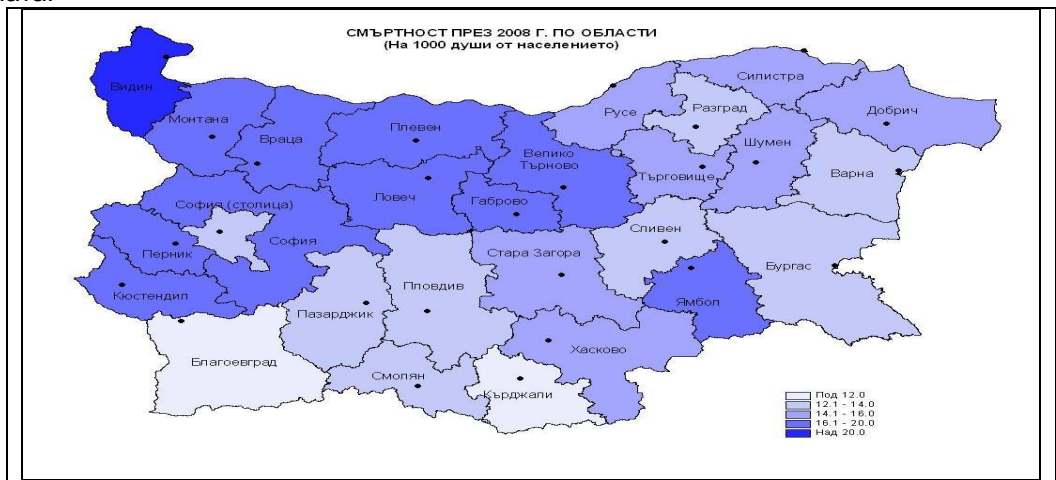 СМЪРТНОСТ ПРЕЗ 2008 Г. ПО ОБЛАСТИ
(На 1000 души от населението)
Видин
Монтана
Враца
Плевен
Велико
Търново
Русе
Силистра
Разград
Добрич
Шумен
Търговище
Варна
Ловеч
Габрово
София (столица)
София
Перник
Кюстендил
Сливен
Стара Загора
Бургас
Ямбол
Пловдив
Пазарджик
Благоевград
Смолян
Хасково
Кърджали
Под 12.0
12.1 - 14.0
14.1 - 16.0
16.1 - 20.0
Над 20.0